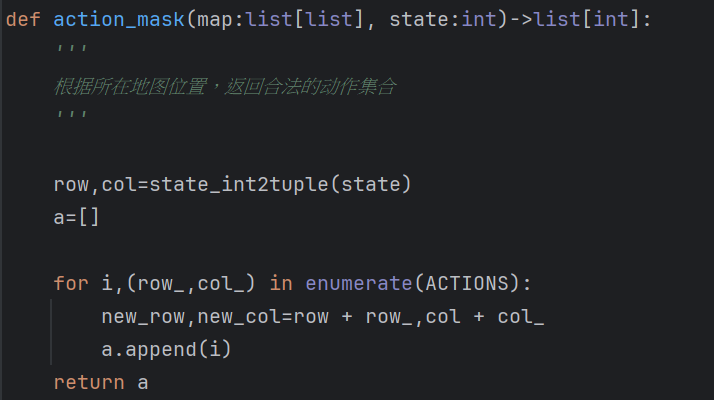 def action_mask(map:list[list], state:int)->list[int]:
    '''
    根据所在地图位置，返回合法的动作集合
    '''
    row,col=state_int2tuple(state)
    a=[]
    for i,(row_,col_) in enumerate(ACTIONS):
        new_row,new_col=row + row_,col + col_
        a.append(i)
    return a